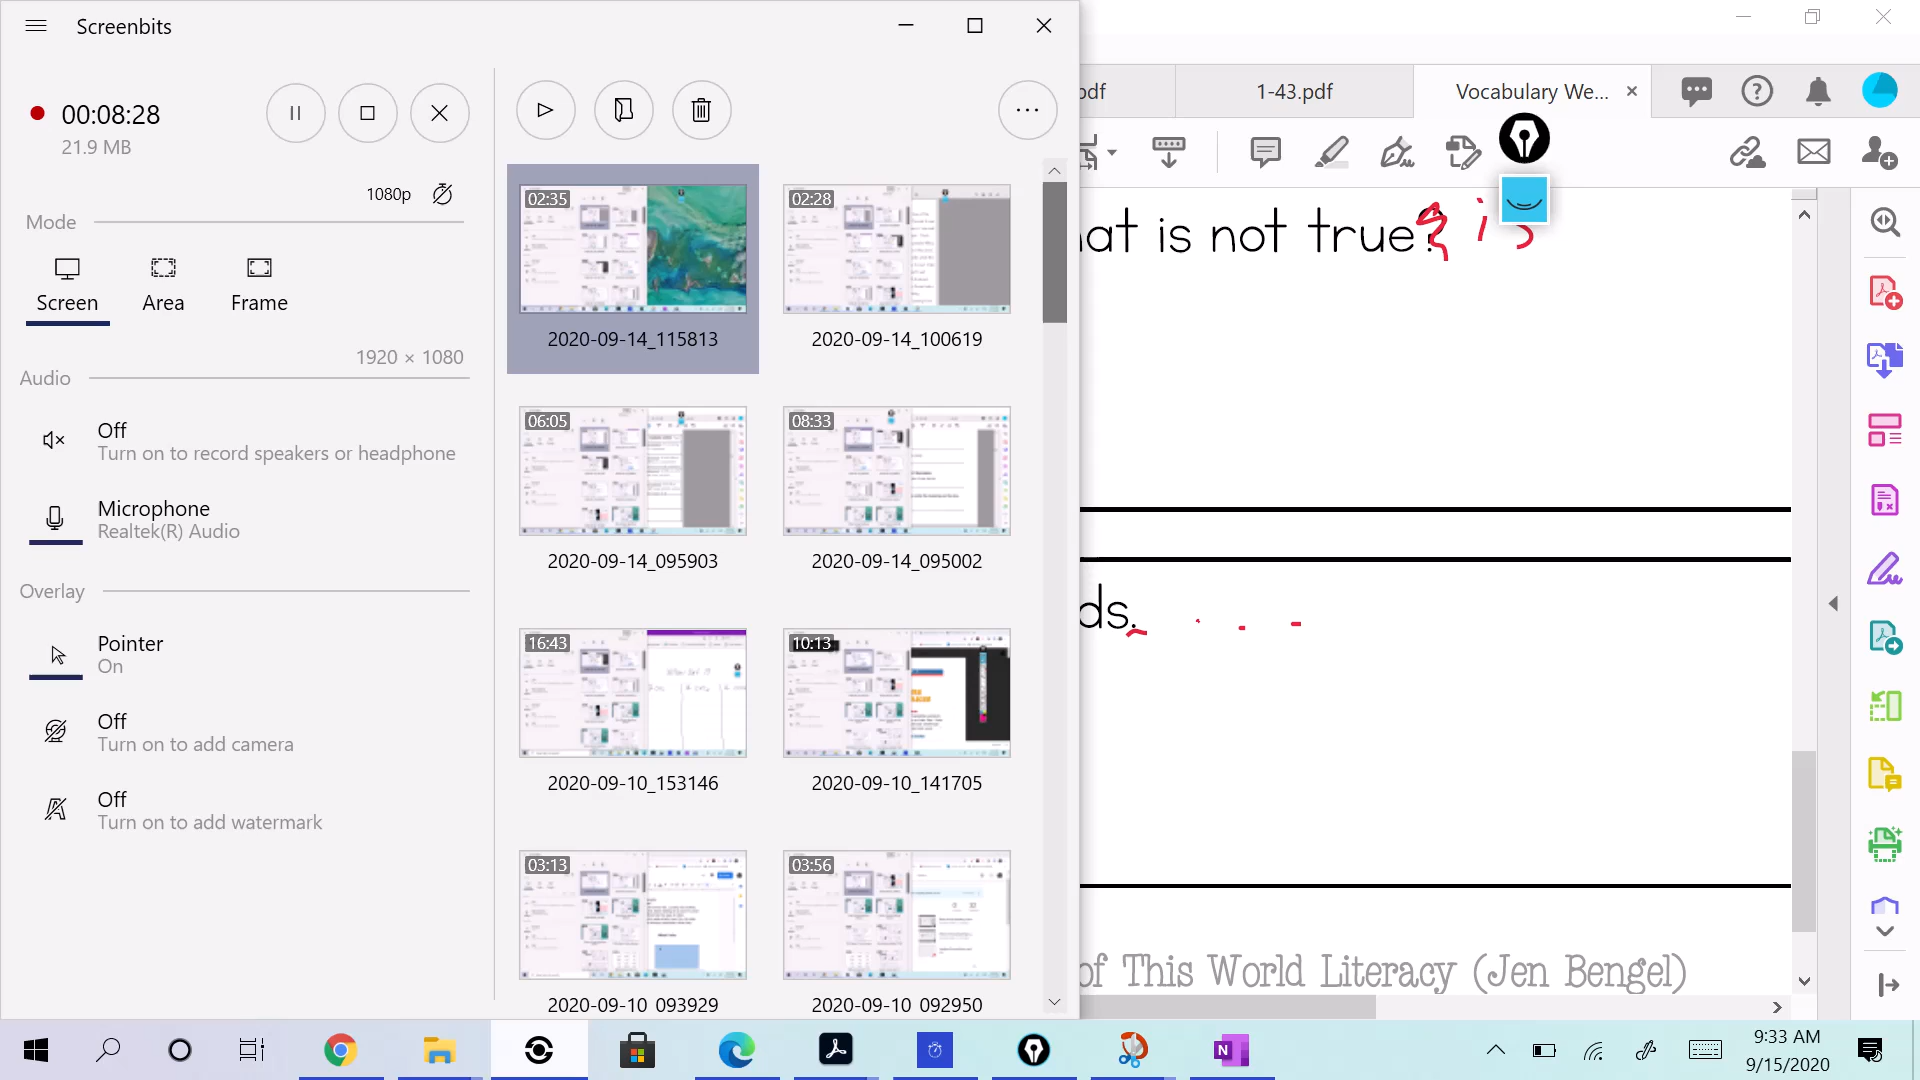 Screenbits
00:08:28
21.9 MB
1080p
Mode
Screen
Area
Frame
1920 × 1080
Audio
Off
Turn on to record speakers or headphone
Microphone
Realtek(R) Audio
Overlay
Pointer
On
Off
Turn on to add camera
Off
Turn on to add watermark
02:35
2020-09-14_115813
02:28
2020-09-14_100619
06:05
2020-09-14_095903
08:33
2020-09-14_095002
16:43
2020-09-10_153146
10:13
2020-09-10_141705
03:13
2020-09-10_093929
03:56
2020-09-10_092950
pdf
1-43.pdf
Vocabulary We...
hat is not true? is
ds.
of This World Literacy (Jen Bengel)
9:33 AM
9/15/2020